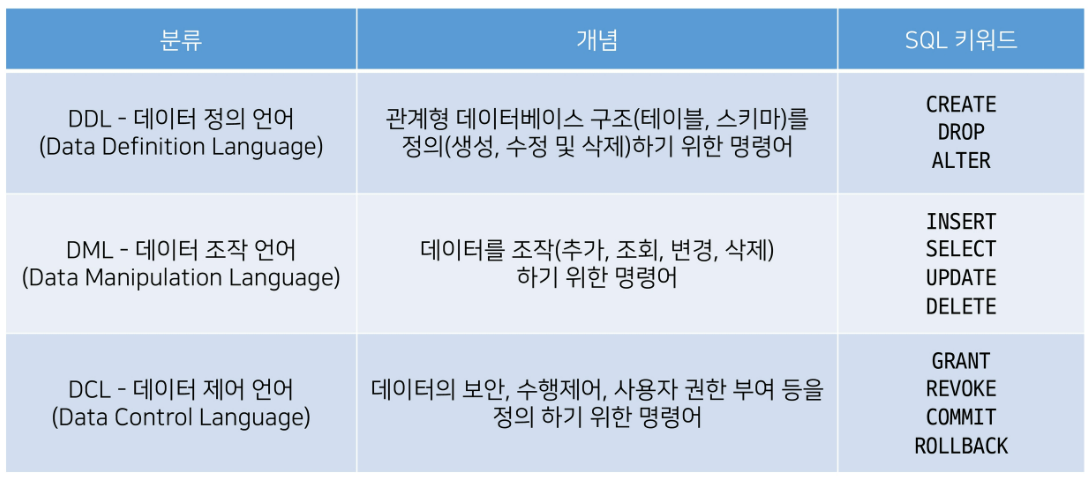 분류
개념
SQL 키워드
DDL - 데이터 정의 언어
(Data Definition Language)
관계형 데이터베이스 구조(테이블, 스키마)를
정의(생성, 수정 및 삭제)하기 위한 명령어
CREATE
DROP
ALTER
DML - 데이터 조작 언어
(Data Manipulation Language)
데이터를 조작(추가, 조회, 변경, 삭제)
하기 위한 명령어
INSERT
SELECT
UPDATE
DELETE
DCL - 데이터 제어 언어
(Data Control Language)
데이터의 보안, 수행제어, 사용자 권한 부여 등을
정의 하기 위한 명령어
GRANT
REVOKE
COMMIT
ROLLBACK